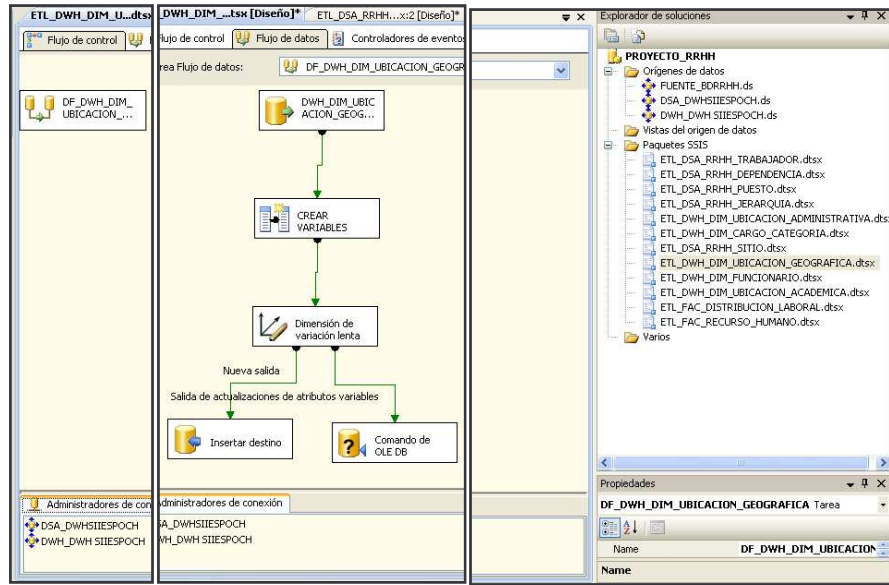 ETL_DWH_DIM_U...dtsx
Flujo de control
DF_DWH_DIM_
UBICACION_...
Administradores de con
DSA_DWHSIIESPOCH
DWH_DWH SIIESPOCH
_DWH_DIM_...tsx [Diseño]*
ETL_DSA_RRHH...x:2 [Diseño]*
Flujo de control
Flujo de datos
Controladores de eventos
rea Flujo de datos:
DF_DWH_DIM_UBICACION_GEOGR
DWH_DIM_UBIC
ACION_GEOG...
CREAR
VARIABLES
Dimensión de
variación lenta
Nueva salida
Salida de actualizaciones de atributos variables
Insertar destino
Comando de
OLE DB
Administradores de conexión
SA_DWHSIIESPOCH
WH_DWH SIIESPOCH
Explorador de soluciones
PROYECTO_RRHH
Orígenes de datos
FUENTE_BDRRHH.ds
DSA_DWHSIIESPOCH.ds
DWH_DWH SIIESPOCH.ds
Vistas del origen de datos
Paquetes SSIS
ETL_DSA_RRHH_TRABAJADOR.dtsx
ETL_DSA_RRHH_DEPENDENCIA.dtsx
ETL_DSA_RRHH_PUESTO.dtsx
ETL_DSA_RRHH_JERARQUIA.dtsx
ETL_DWH_DIM_UBICACION_ADMINISTRATIVA.dts
ETL_DWH_DIM_CARGO_CATEGORIA.dtsx
ETL_DSA_RRHH_SITIO.dtsx
ETL_DWH_DIM_UBICACION_GEOGRAFICA.dtsx
ETL_DWH_DIM_FUNCIONARIO.dtsx
ETL_DWH_DIM_UBICACION_ACADEMICA.dtsx
ETL_FAC_DISTRIBUCION_LABORAL.dtsx
ETL_FAC_RECURSO_HUMANO.dtsx
Varios
Propiedades
DF_DWH_DIM_UBICACION_GEOGRAFICA Tarea
Name DF_DWH_DIM_UBICACION
Name